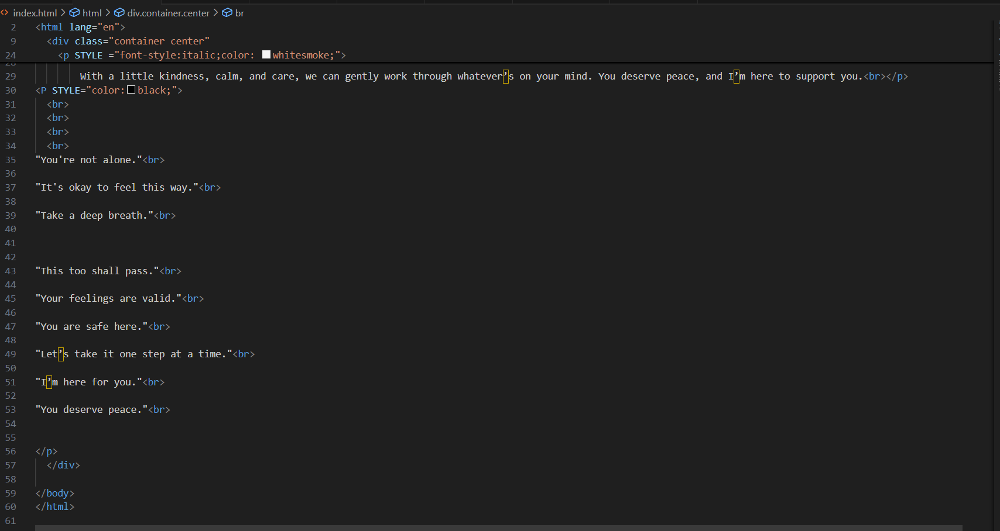 index.html > html > div.container.center > br
2 <html lang="en">
9 <div class="container center"
24 <p STYLE ="font-style:italic;color: whitesmoke;">
29 With a little kindness, calm, and care, we can gently work through whatever’s on your mind. You deserve peace, and I’m here to support you.<br></p>
30 <P STYLE="color:black;">
31 <br>
32 <br>
33 <br>
34 <br>
35 "You're not alone."<br>
36
37 "It's okay to feel this way."<br>
38
39 "Take a deep breath."<br>
40
41
42
43 "This too shall pass."<br>
44
45 "Your feelings are valid."<br>
46
47 "You are safe here."<br>
48
49 "Let’s take it one step at a time."<br>
50
51 "I’m here for you."<br>
52
53 "You deserve peace."<br>
54
55
56 </p>
57 </div>
58
59 </body>
60 </html>
61